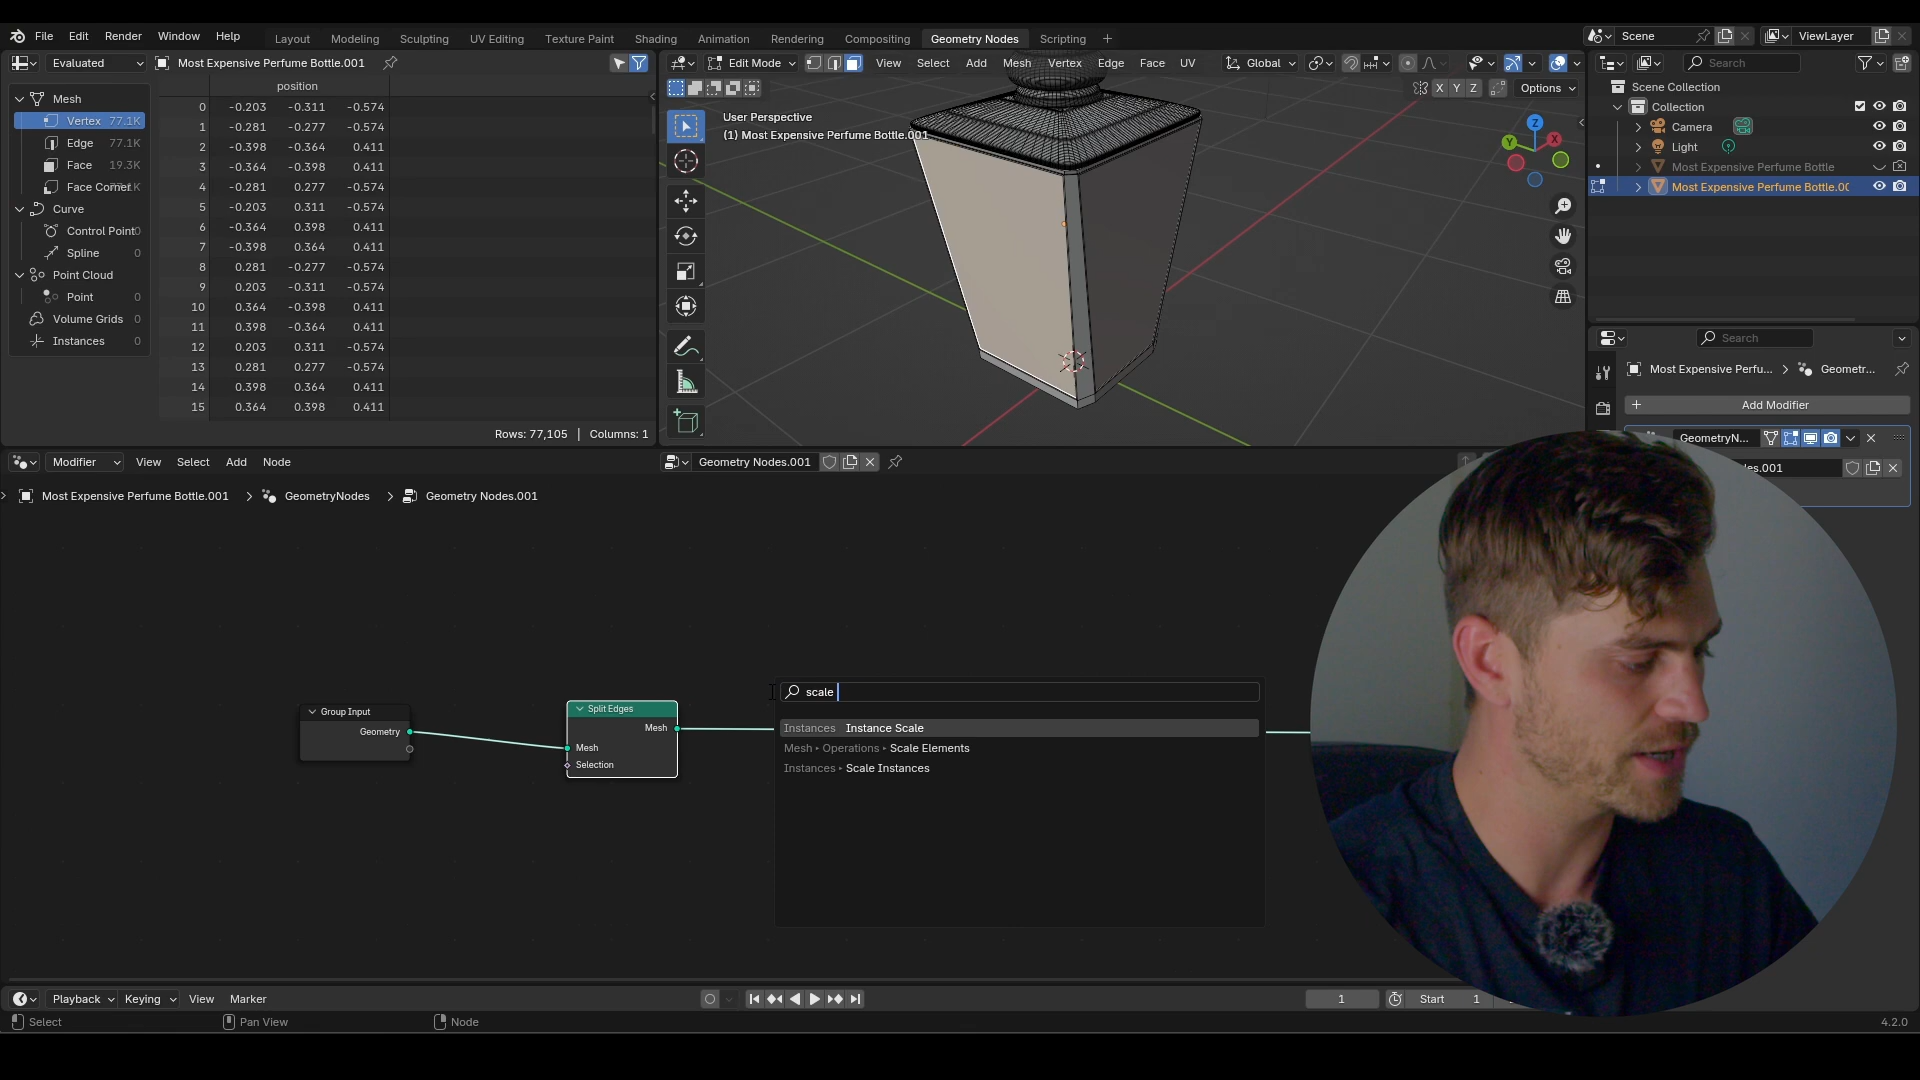 File Edit Render Window Help
Layout Modeling Sculpting UV Editing Texture Paint Shading Animation Rendering Compositing Geometry Nodes Scripting +
Scene ViewLayer
Evaluated Most Expensive Perfume Bottle.001
position
Mesh
Vertex 77.1K
Edge 77.1K
Face 19.3K
Face Corne
Curve
Control Point 0
Spline 0
Point Cloud
Point 0
Volume Grids 0
Instances 0
0 -0.203 -0.311 -0.574
1 -0.281 -0.277 -0.574
2 -0.398 -0.364 0.411
3 -0.364 -0.398 0.411
4 -0.281 0.277 -0.574
5 -0.203 0.311 -0.574
6 -0.364 0.398 0.411
7 -0.398 0.364 0.411
8 0.281 -0.277 -0.574
9 0.203 -0.311 -0.574
10 0.364 -0.398 0.411
11 0.398 -0.364 0.411
12 0.203 0.311 -0.574
13 0.281 0.277 -0.574
14 0.398 0.364 0.411
15 0.364 0.398 0.411
Rows: 77,105 | Columns: 1
Edit Mode View Select Add Mesh Vertex Edge Face UV Global
X Y Z Options
User Perspective
(1) Most Expensive Perfume Bottle.001
Z
Y X
Search
Scene Collection
Collection
Camera
Light
Most Expensive Perfume Bottle
Most Expensive Perfume Bottle.00
Search
Most Expensive Perfu... > Geometr...
+ Add Modifier
GeometryN...
des.001
Modifier View Select Add Node
Geometry Nodes.001
Most Expensive Perfume Bottle.001 > GeometryNodes > Geometry Nodes.001
Group Input
Geometry
Split Edges
Mesh
Mesh
Selection
scale
Instances Instance Scale
Mesh ▸ Operations ▸ Scale Elements
Instances ▸ Scale Instances
Playback Keying View Marker
1 Start 1
Select Pan View Node
4.2.0